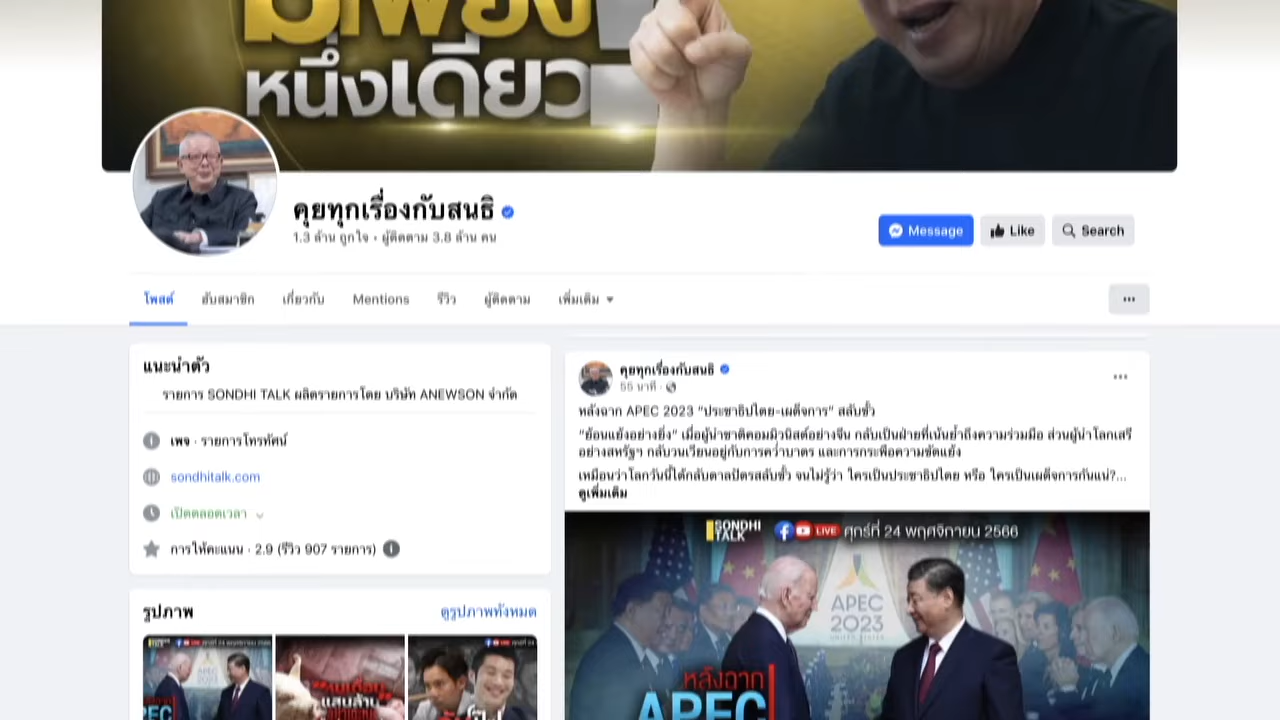 มีเพียง
หนึ่งเดียว
คุยทุกเรื่องกับสนธิ
1.3 ล้าน ถูกใจ • ผู้ติดตาม 3.8 ล้าน คน
Message
Like
Search
โพสต์
ฮับสมาชิก
เกี่ยวกับ
Mentions
รีวิว
ผู้ติดตาม
เพิ่มเติม
แนะนำตัว
รายการ SONDHI TALK ผลิตรายการโดย บริษัท ANEWSON จำกัด
เพจ · รายการโทรทัศน์
sondhitalk.com
เปิดตลอดเวลา
การให้คะแนน · 2.9 (รีวิว 907 รายการ)
รูปภาพ
ดูรูปภาพทั้งหมด
คุยทุกเรื่องกับสนธิ
55 นาที
หลังฉาก APEC 2023 "ประชาธิปไตย-เผด็จการ" สลับขั้ว
"ย้อนแย้งอย่างยิ่ง" เมื่อผู้นำชาติคอมมิวนิสต์อย่างจีน กลับเป็นฝ่ายที่เน้นย้ำถึงความร่วมมือ ส่วนผู้นำโลกเสรี
อย่างสหรัฐฯ กลับวนเวียนอยู่กับการคว่ำบาตร และการกระพือความขัดแย้ง
เหมือนว่าโลกวันนี้ได้กลับตาลปัตรสลับขั้ว จนไม่รู้ว่า ใครเป็นประชาธิปไตย หรือ ใครเป็นเผด็จการกันแน่?...
ดูเพิ่มเติม
SONDHI
TALK
LIVE ศุกร์ที่ 24 พฤศจิกายน 2566
APEC
2023
หลังฉาก
APEC